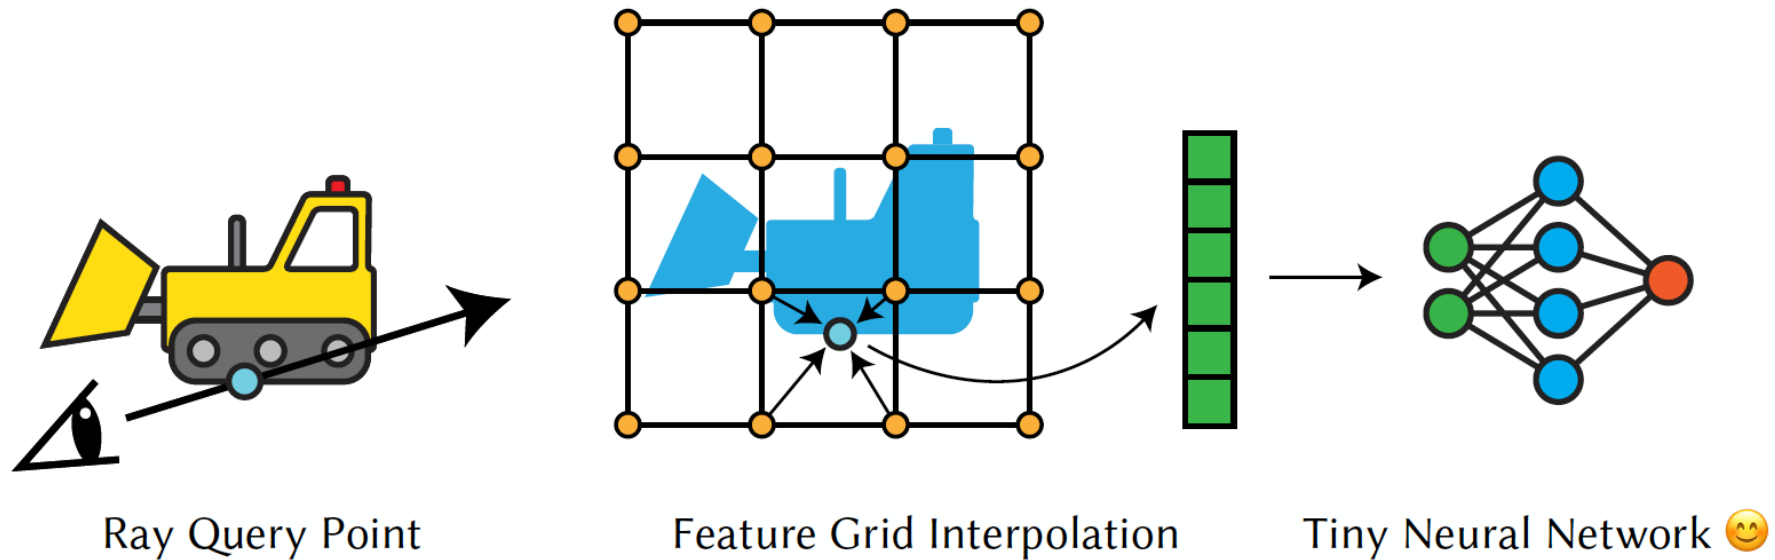 Ray Query Point
Feature Grid Interpolation
Tiny Neural Network 😊